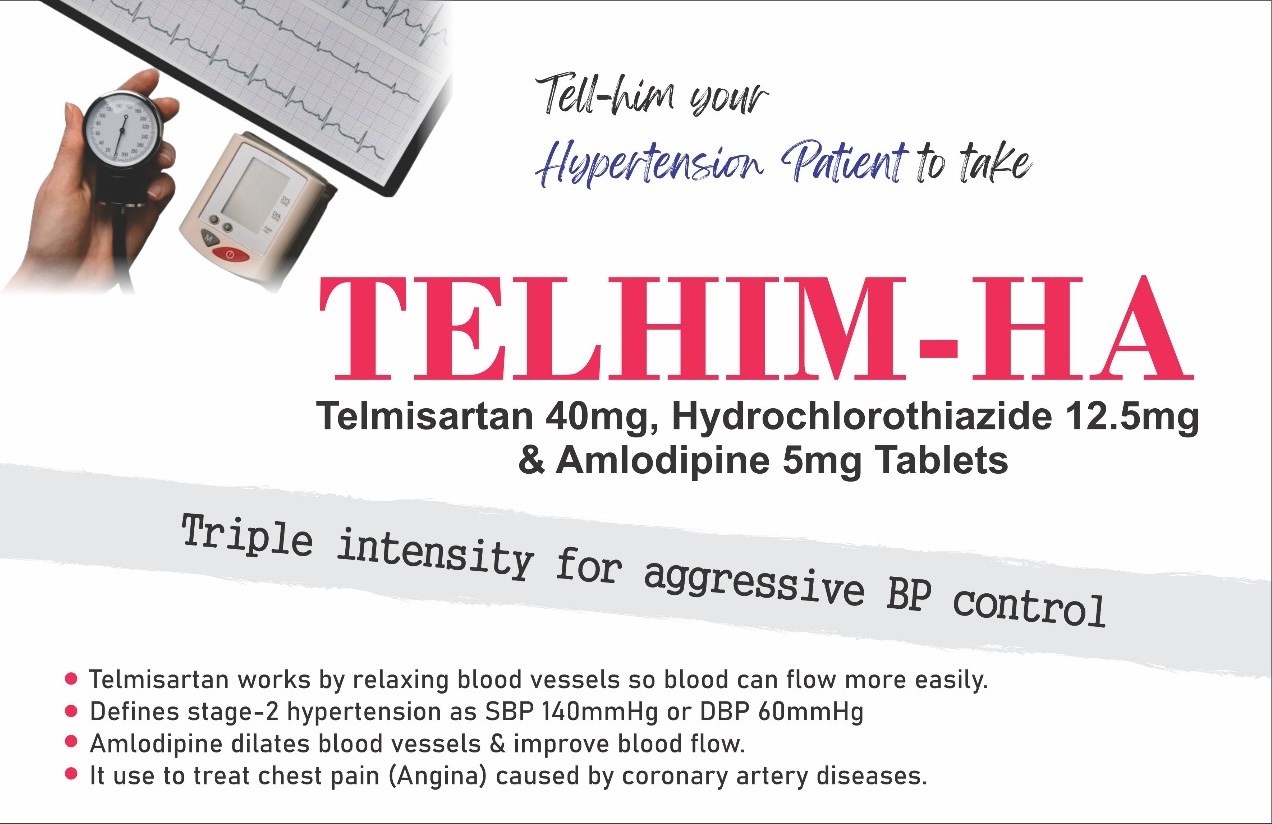 Tell-him your
Hypertension Patient to take
TELHIM-HA
Telmisartan 40mg, Hydrochlorothiazide 12.5mg
& Amlodipine 5mg Tablets
Triple intensity for aggressive BP control
• Telmisartan works by relaxing blood vessels so blood can flow more easily.
• Defines stage-2 hypertension as SBP 140mmHg or DBP 60mmHg
• Amlodipine dilates blood vessels & improve blood flow.
• It use to treat chest pain (Angina) caused by coronary artery diseases.